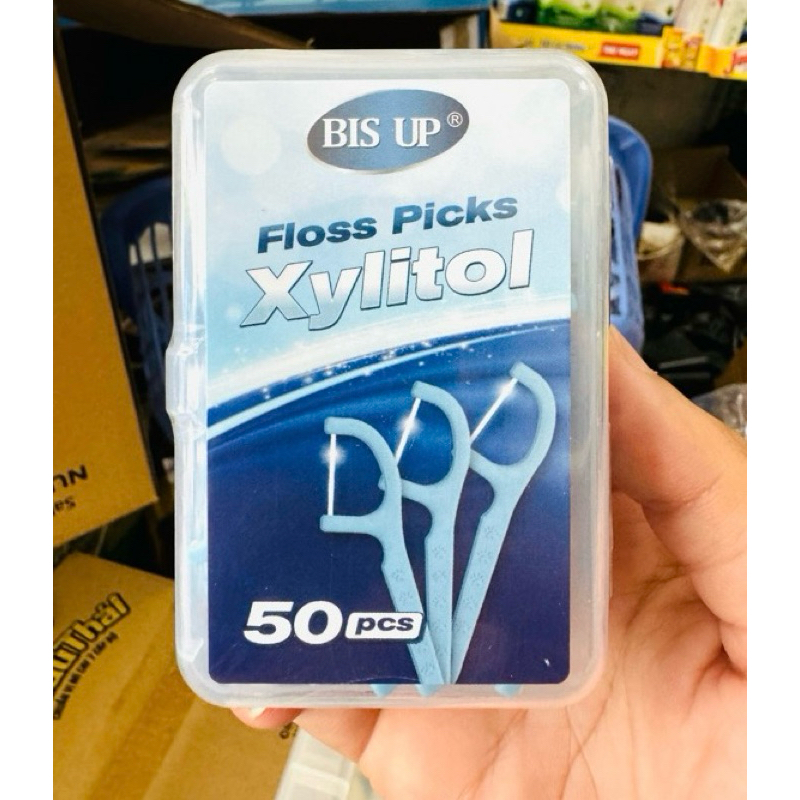 BIS UP®
Floss Picks
Xylitol
50 pcs